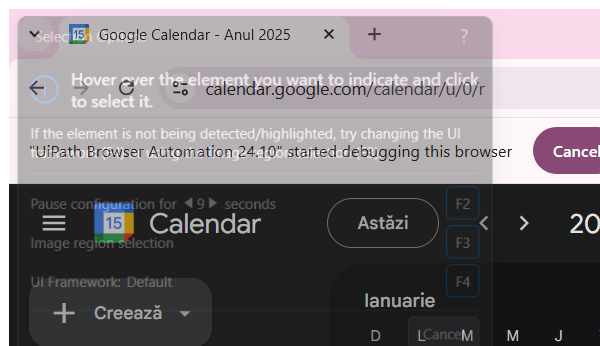 Selection Options
?
Google Calendar - Anul 2025
Hover over the element you want to indicate and click
to select it.
calendar.google.com/calendar/u/0/r
If the element is not being detected/highlighted, try changing the UI
"UiPath Browser Automation 24.10" started debugging this browser
Cancel
Pause configuration for 9 seconds
F2
15
Calendar
Astăzi
20
Image region selection
F3
UI Framework: Default
F4
Creează
Ianuarie
Cancel
D L M M J